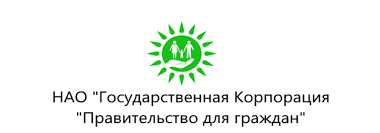 НАО "Государственная Корпорация
"Правительство для граждан"